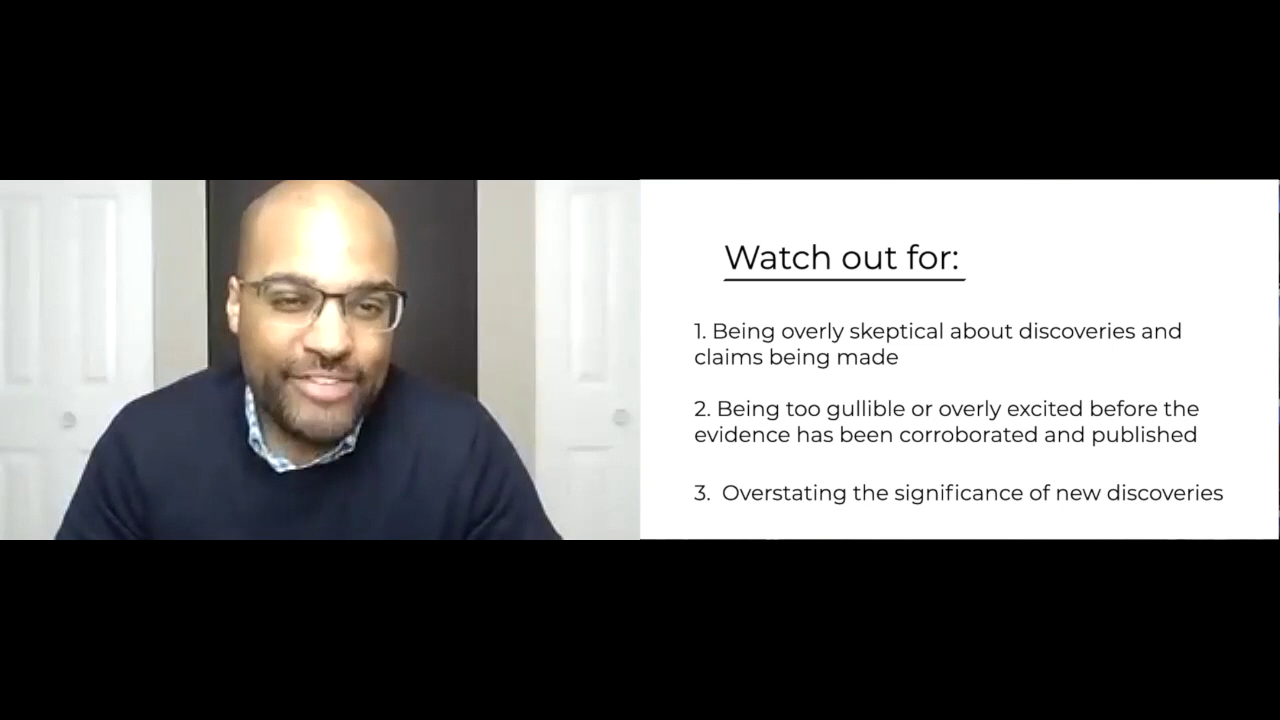 Watch out for:
1. Being overly skeptical about discoveries and
claims being made
2. Being too gullible or overly excited before the
evidence has been corroborated and published
3. Overstating the significance of new discoveries